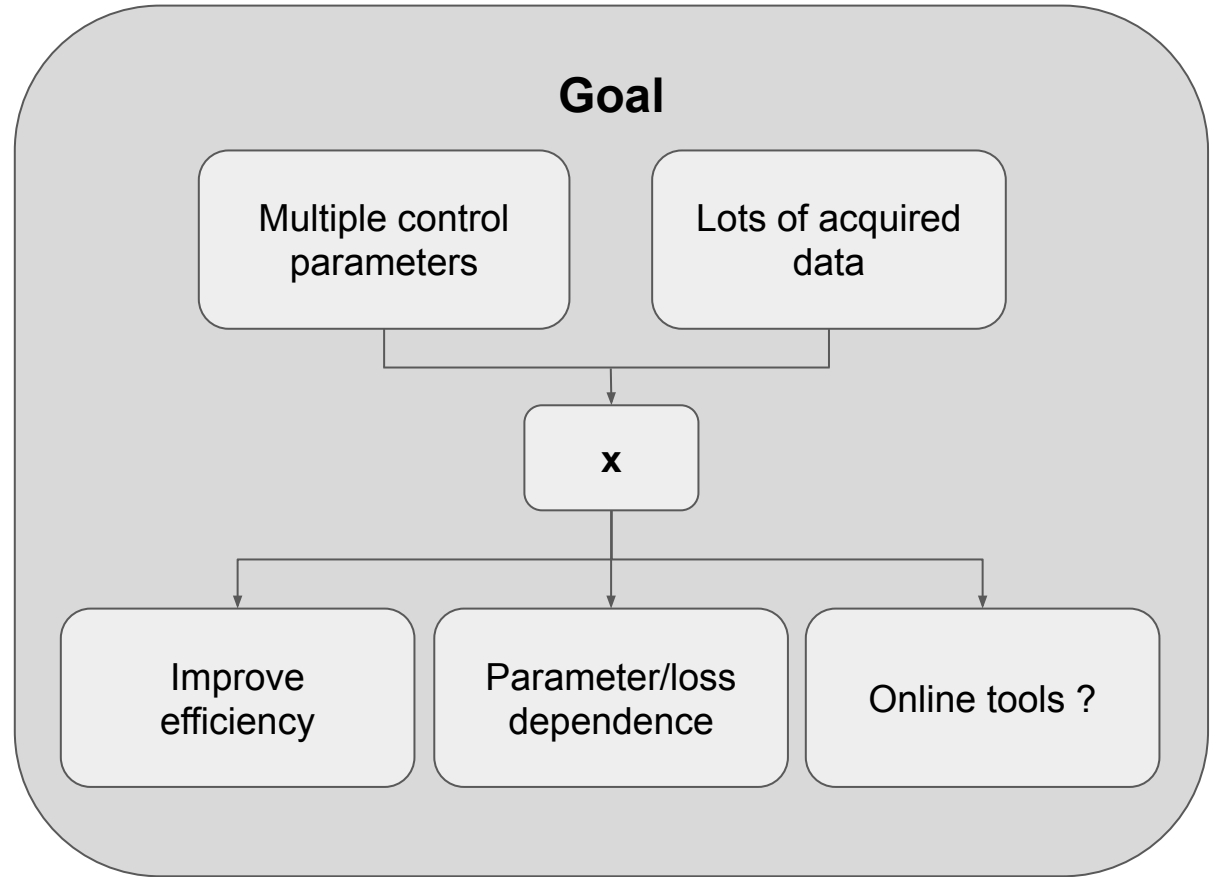 Goal
Multiple control
parameters
Lots of acquired
data
x
Improve
efficiency
Parameter/loss
dependence
Online tools ?